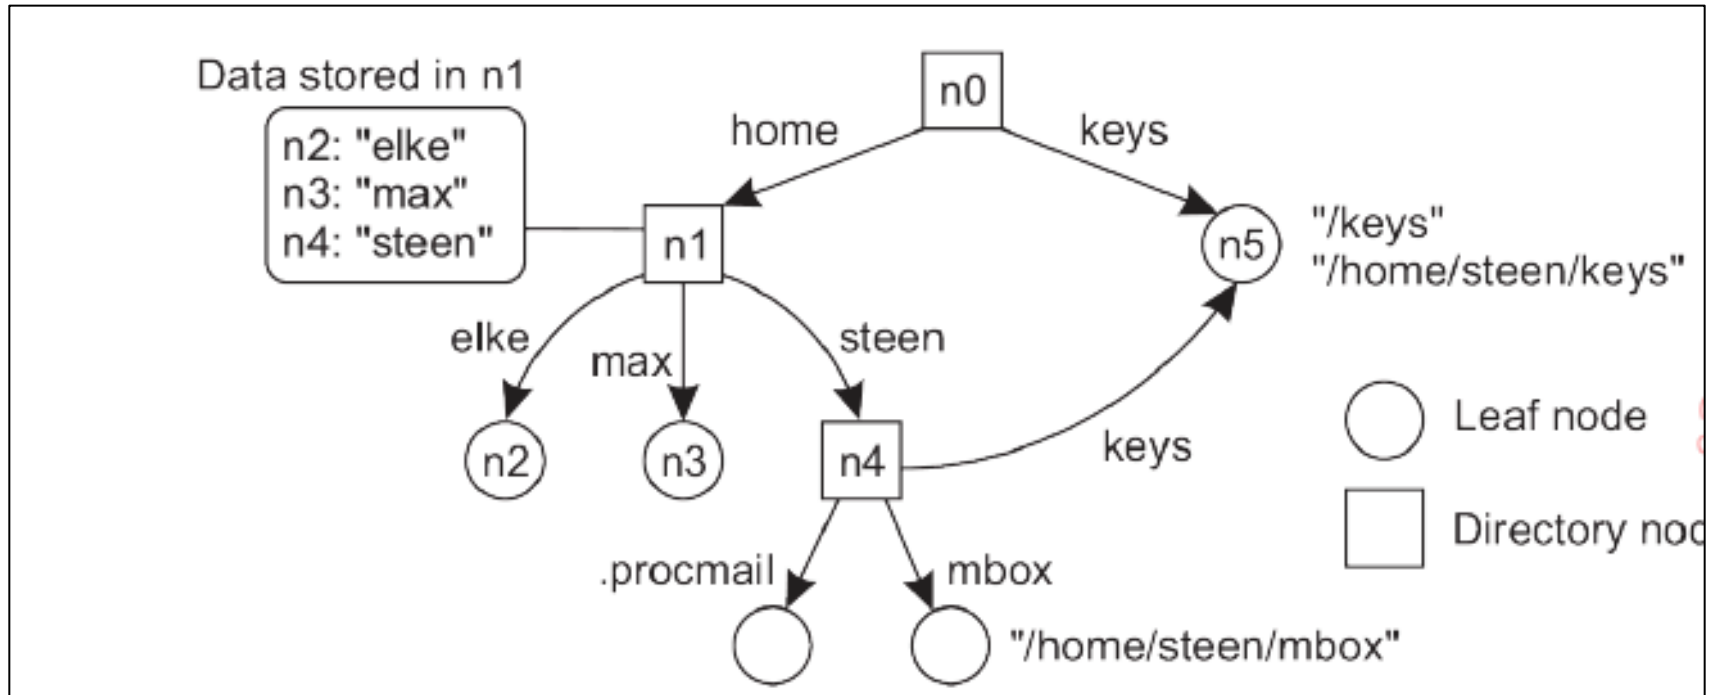 Data stored in n1
n2: "elke"
n3: "max"
n4: "steen"
n0
home
keys
n1
n5
"/keys"
"/home/steen/keys"
elke
max
steen
keys
n2
n3
n4
Leaf node
Directory nod
.procmail
mbox
"/home/steen/mbox"